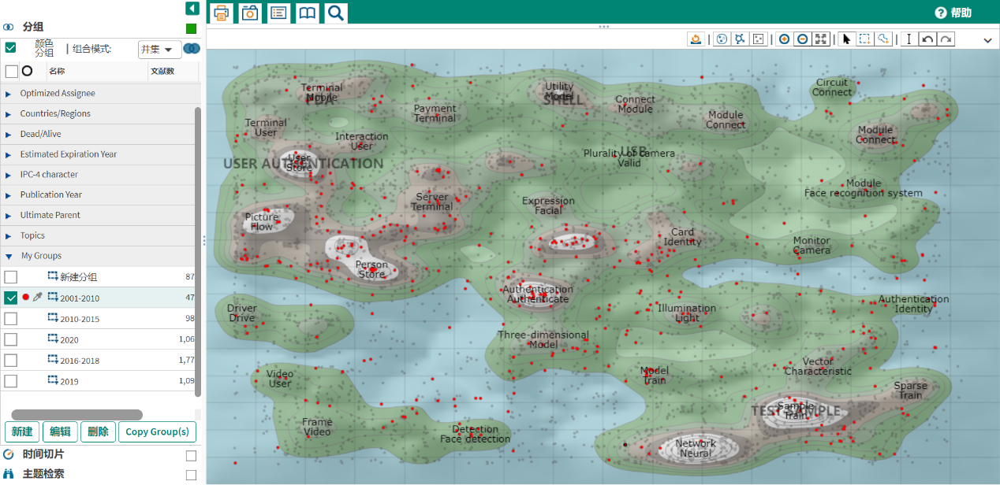 帮助
分组
颜色
分组
组合模式:
并集
名称
文献数
Optimized Assignee
Countries/Regions
Dead/Alive
Estimated Expiration Year
IPC-4 character
Publication Year
Ultimate Parent
Topics
My Groups
新建分组 87
2001-2010 47
2010-2015 98
2020 1,06
2016-2018 1,77
2019 1,09
新建
编辑
删除
Copy Group(s)
时间切片
主题检索
Terminal
Mobile
PDA
Utility
Model
SHELL
Circuit
Connect
Payment
Terminal
Connect
Module
Module
Connect
Terminal
User
Interaction
User
Module
Connect
User
Store
USER AUTHENTICATION
USB
Plurality of camera
Valid
Module
Face recognition system
Server
Terminal
Expression
Facial
Picture
Flow
Card
Identity
Monitor
Camera
Person
Store
Authentication
Authenticate
Driver
Drive
Illumination
Light
Authentication
Identity
Three-dimensional
Model
Video
User
Model
Train
Vector
Characteristic
Sparse
Train
Sample
Train
TEST SAMPLE
Frame
Video
Detection
Face detection
Network
Neural